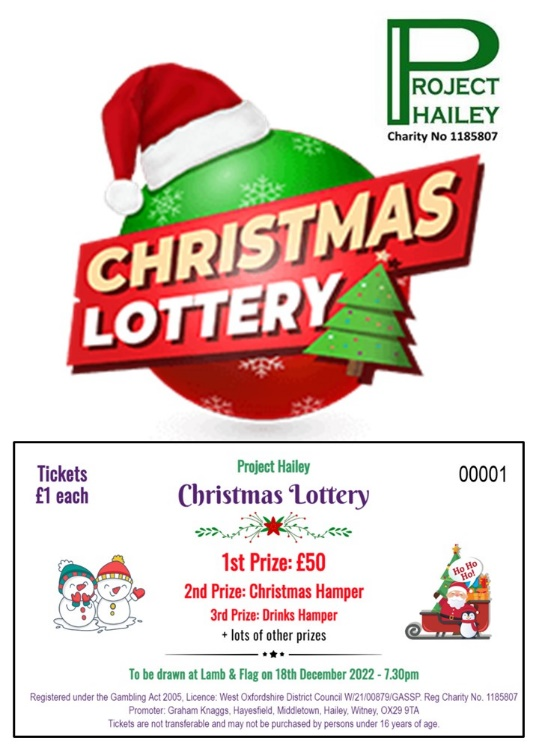 PROJECT
HAILEY
Charity No 1185807
CHRISTMAS
LOTTERY
Tickets
£1 each
Project Hailey
00001
Christmas Lottery
1st Prize: £50
2nd Prize: Christmas Hamper
3rd Prize: Drinks Hamper
+ lots of other prizes
Ho Ho
Ho!
To be drawn at Lamb & Flag on 18th December 2022 - 7.30pm
Registered under the Gambling Act 2005, Licence: West Oxfordshire District Council W/21/00879/GASSP. Reg Charity No. 1185807
Promoter: Graham Knaggs, Hayesfield, Middletown, Hailey, Witney, OX29 9TA
Tickets are not transferable and may not be purchased by persons under 16 years of age.